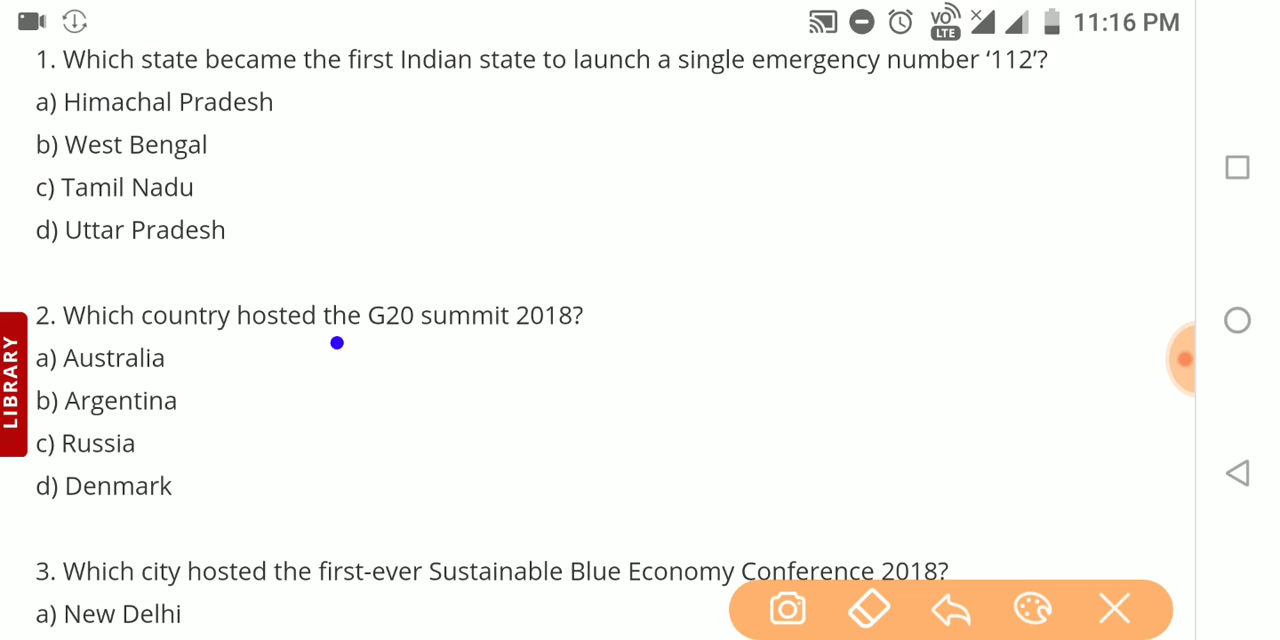 VO LTE 11:16 PM
1. Which state became the first Indian state to launch a single emergency number ‘112’?
a) Himachal Pradesh
b) West Bengal
c) Tamil Nadu
d) Uttar Pradesh
2. Which country hosted the G20 summit 2018?
a) Australia
b) Argentina
c) Russia
d) Denmark
LIBRARY
3. Which city hosted the first-ever Sustainable Blue Economy Conference 2018?
a) New Delhi